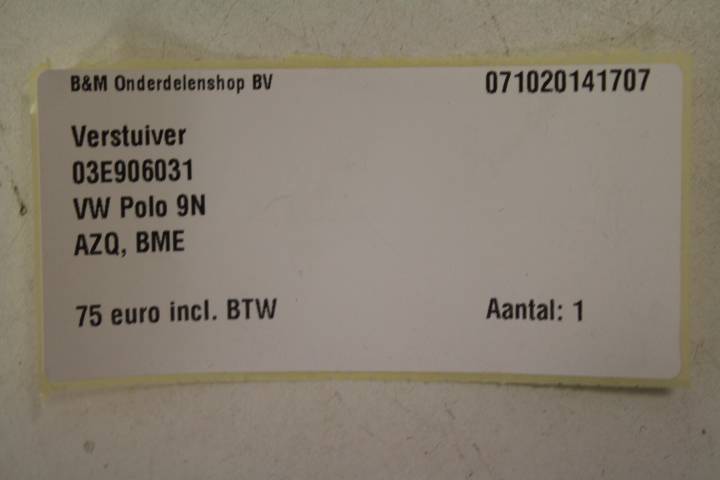 B&M Onderdelenshop BV 071020141707
Verstuiver
03E906031
VW Polo 9N
AZQ, BME
75 euro incl. BTW Aantal: 1